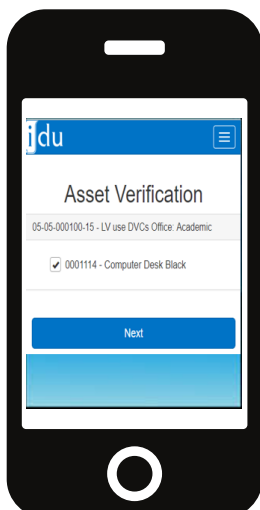 jdu
Asset Verification
05-05-000100-15 - LV use DVCs Office: Academic
0001114 - Computer Desk Black
Next